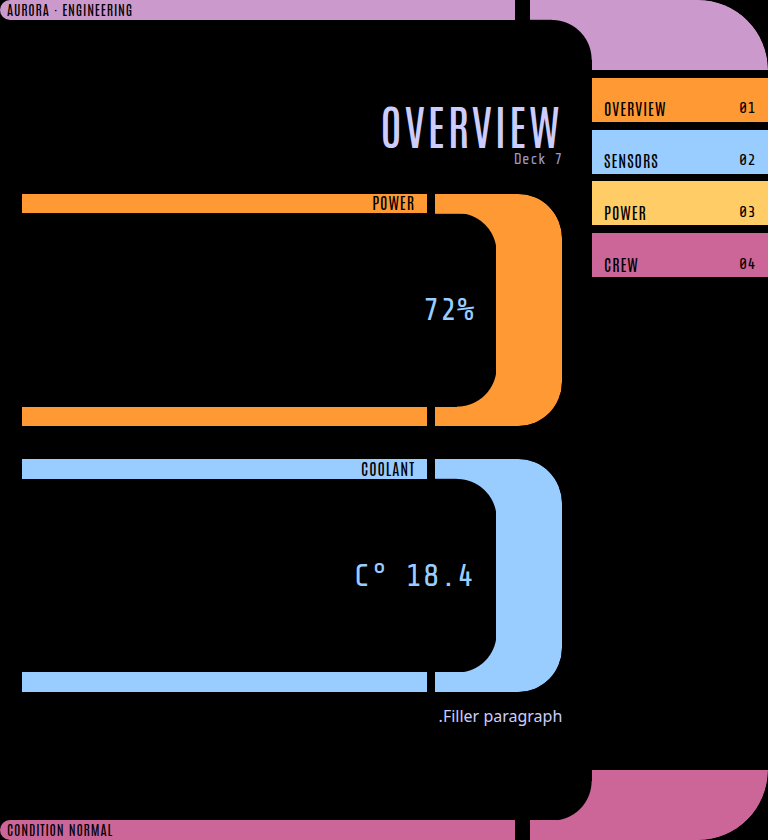 AURORA · ENGINEERING
OVERVIEW
Deck 7
OVERVIEW 01
SENSORS 02
POWER 03
CREW 04
POWER
72%
COOLANT
C° 18.4
.Filler paragraph
CONDITION NORMAL